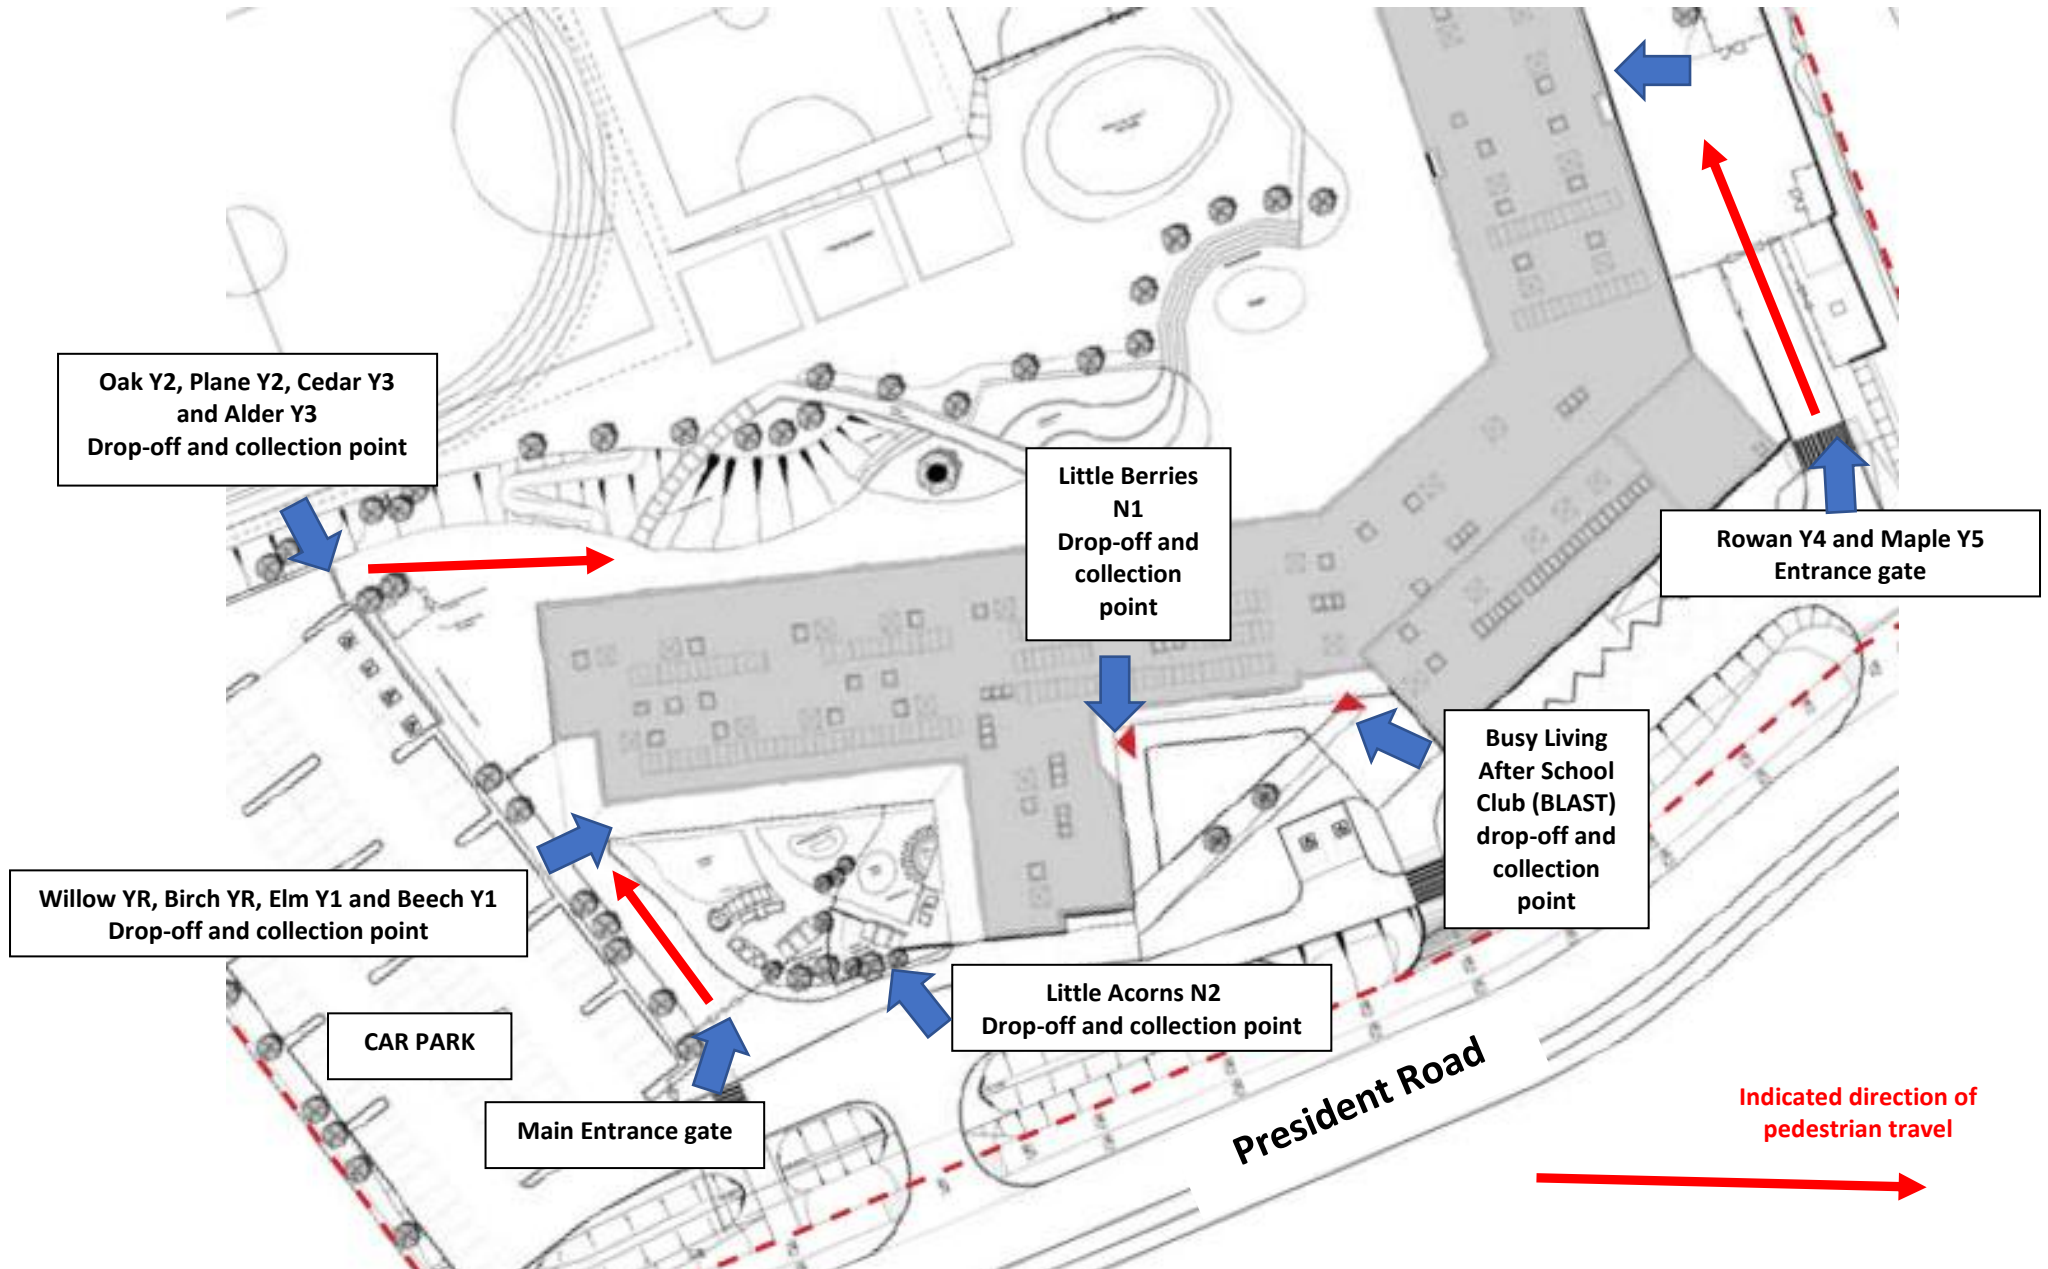 Oak Y2, Plane Y2, Cedar Y3
and Alder Y3
Drop-off and collection point
Little Berries
N1
Drop-off and
collection
point
Rowan Y4 and Maple Y5
Entrance gate
Busy Living
After School
Club (BLAST)
drop-off and
collection
point
Willow YR, Birch YR, Elm Y1 and Beech Y1
Drop-off and collection point
Little Acorns N2
Drop-off and collection point
CAR PARK
Main Entrance gate
President Road
Indicated direction of
pedestrian travel